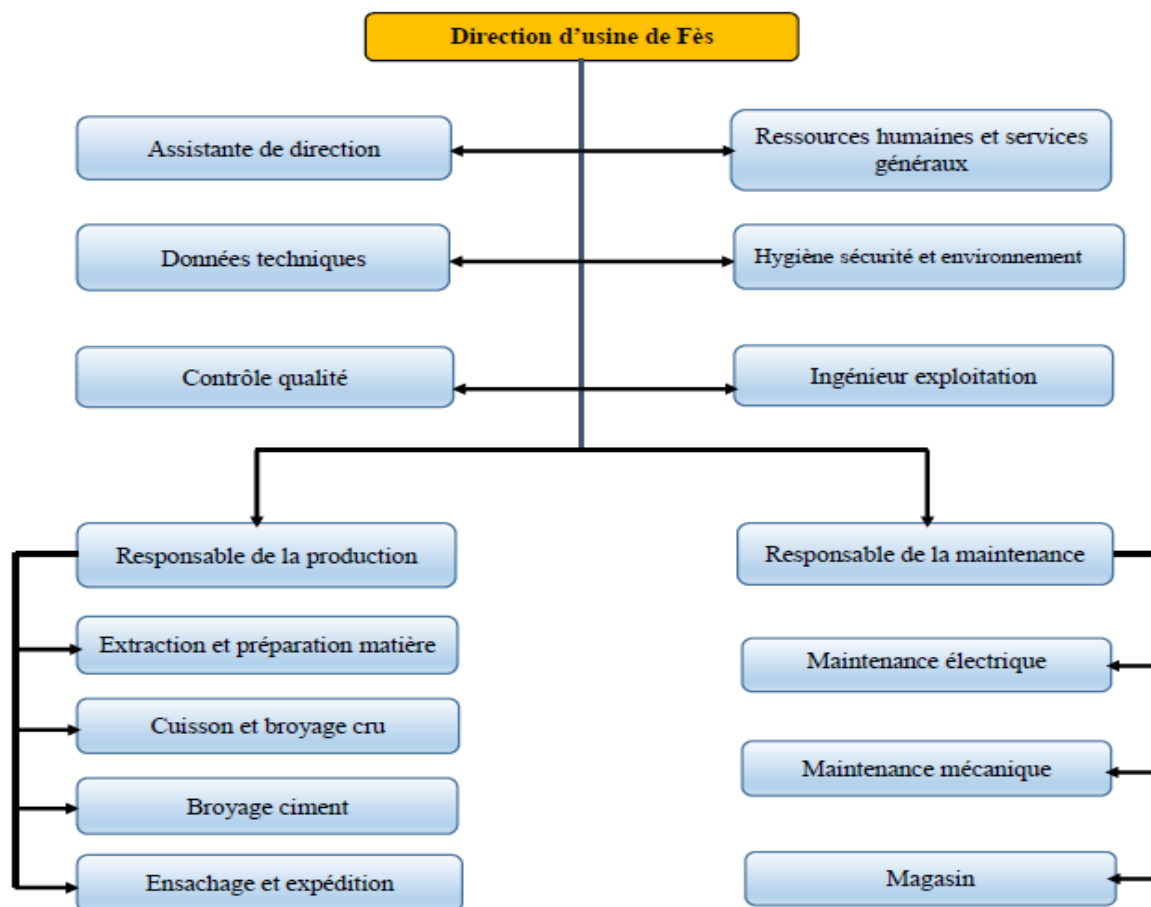 Direction d’usine de Fès
Assistante de direction
Ressources humaines et services
généraux
Données techniques
Hygiène sécurité et environnement
Contrôle qualité
Ingénieur exploitation
Responsable de la production
Responsable de la maintenance
Extraction et préparation matière
Maintenance électrique
Cuisson et broyage cru
Maintenance mécanique
Broyage ciment
Ensachage et expédition
Magasin